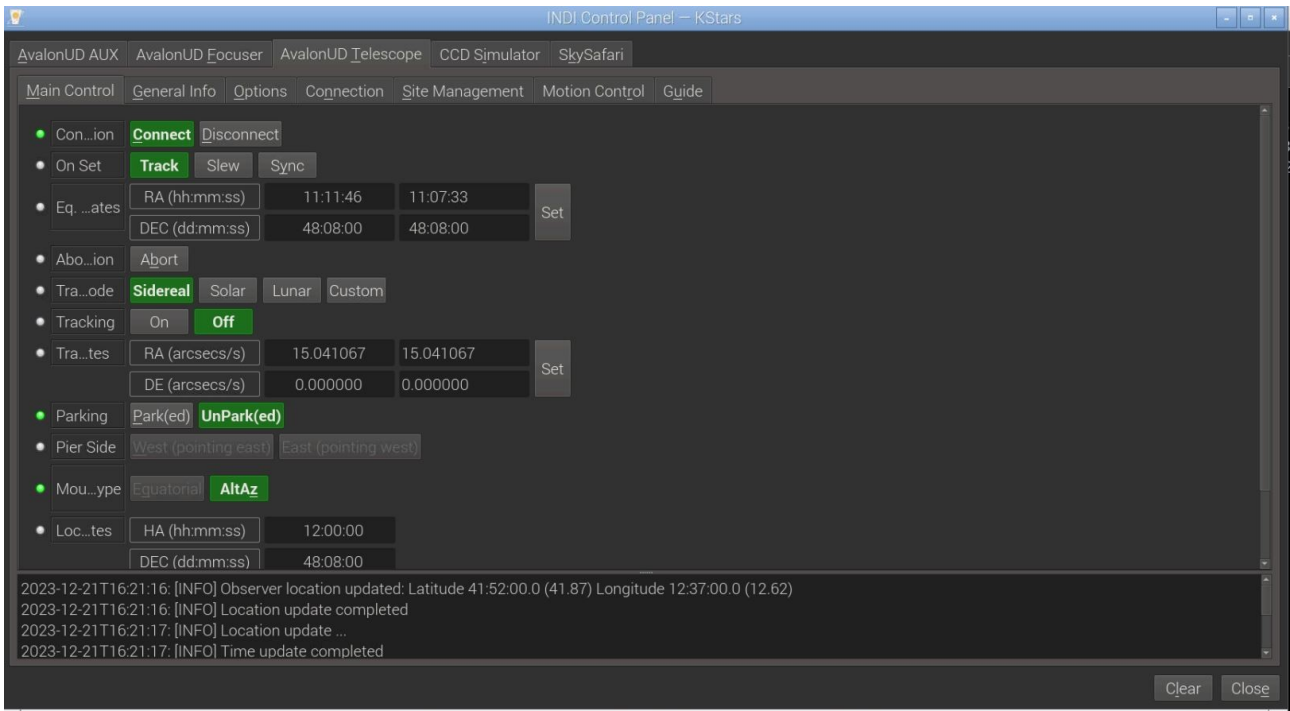 INDI Control Panel — KStars
AvalonUD AUX AvalonUD Focuser AvalonUD Telescope CCD Simulator SkySafari
Main Control General Info Options Connection Site Management Motion Control Guide
Con...ion Connect Disconnect
On Set Track Slew Sync
Eq. ...ates RA (hh:mm:ss) 11:11:46 11:07:33 Set
DEC (dd:mm:ss) 48:08:00 48:08:00
Abo...ion Abort
Tra...ode Sidereal Solar Lunar Custom
Tracking On Off
Tra...tes RA (arcsecs/s) 15.041067 15.041067 Set
DE (arcsecs/s) 0.000000 0.000000
Parking Park(ed) UnPark(ed)
Pier Side West (pointing east) East (pointing west)
Mou...ype Equatorial AltAz
Loc...tes HA (hh:mm:ss) 12:00:00
DEC (dd:mm:ss) 48:08:00
2023-12-21T16:21:16: [INFO] Observer location updated: Latitude 41:52:00.0 (41.87) Longitude 12:37:00.0 (12.62)
2023-12-21T16:21:16: [INFO] Location update completed
2023-12-21T16:21:17: [INFO] Location update ...
2023-12-21T16:21:17: [INFO] Time update completed
Clear Close